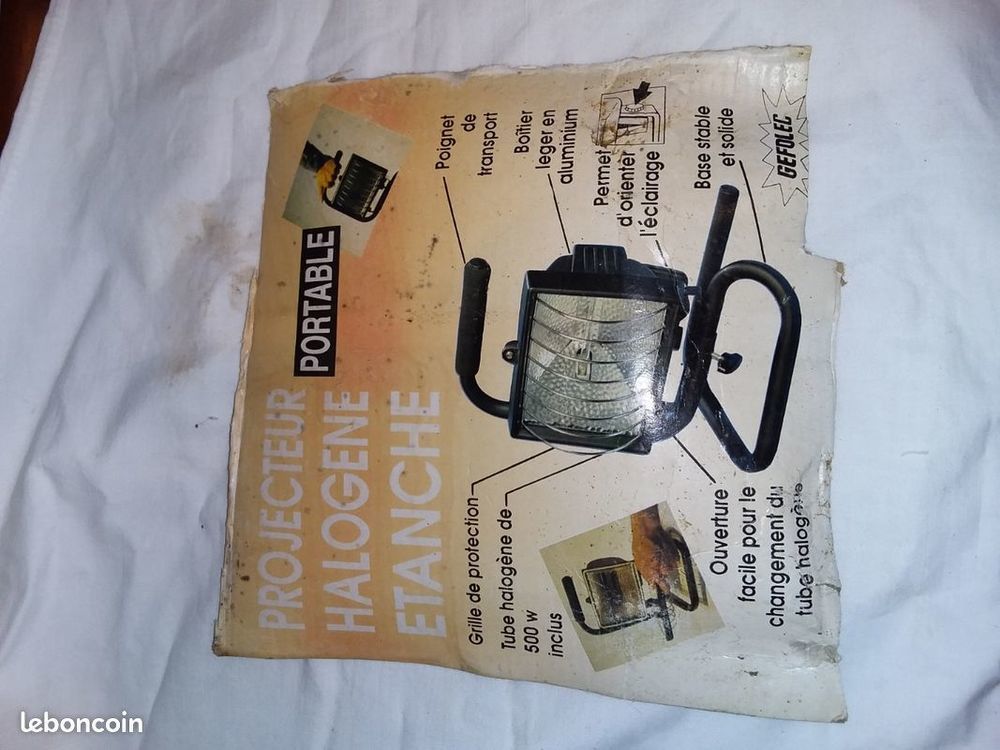 PROJECTEUR
HALOGENE
PORTABLE
ETANCHE
Poignet
de
transport
Boîtier
leger en
aluminium
Permet
d'orienter
l'éclairage
Base stable
et solide
GEFOLEC
Grille de protection
Tube halogène de
500 w
inclus
Ouverture
facile pour le
changement du
tube halogène
leboncoin